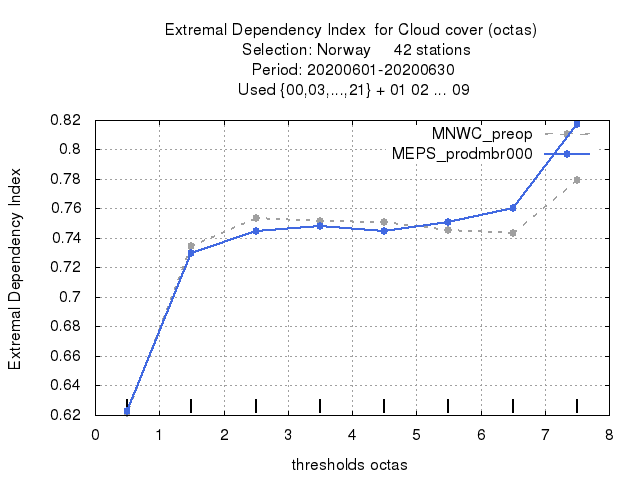 Extremal Dependency Index  for Cloud cover (octas)
Selection: Norway     42 stations
Period: 20200601-20200630
Used {00,03,...,21} + 01 02 ... 09
MNWC_preop
MEPS_prodmbr000
Extremal Dependency Index
0.82
0.8
0.78
0.76
0.74
0.72
0.7
0.68
0.66
0.64
0.62
0 1 2 3 4 5 6 7 8
thresholds octas